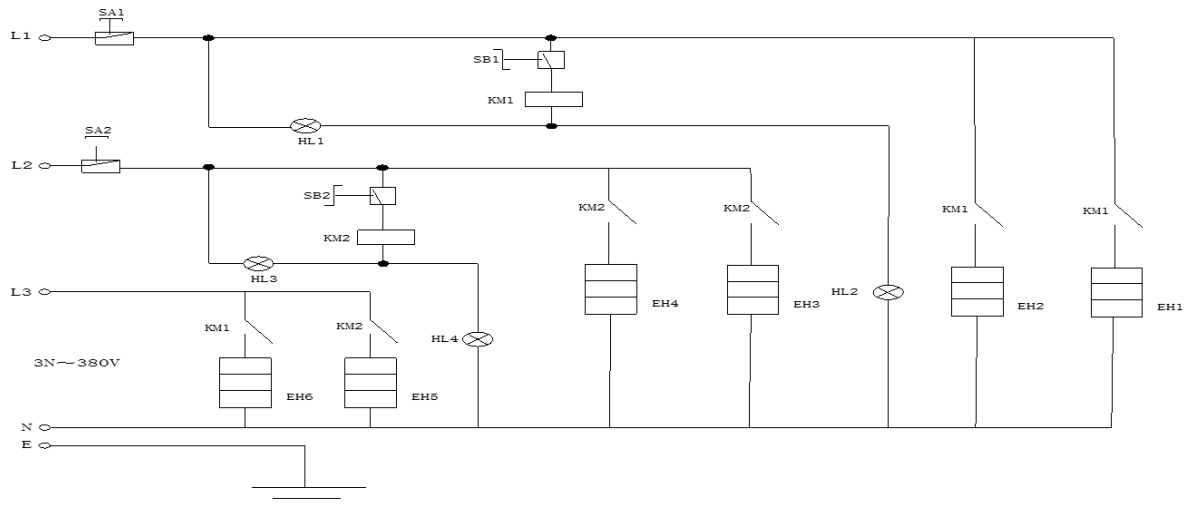 SA1
L1
SB1
KM1
HL1
SA2
L2
SB2
KM2
HL3
KM2
KM2
KM1
KM1
L3
KM1
KM2
HL4
EH4
EH3
HL2
EH2
EH1
3N～380V
EH6
EH5
N
E